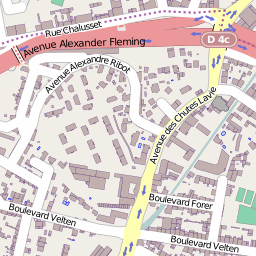 Rue Chalusset
D 4c
Avenue Alexander Fleming
Avenue Alexandre Ribot
Avenue des Chutes Lavie
Boulevard Forer
Boulevard Velten
Boulevard Velten